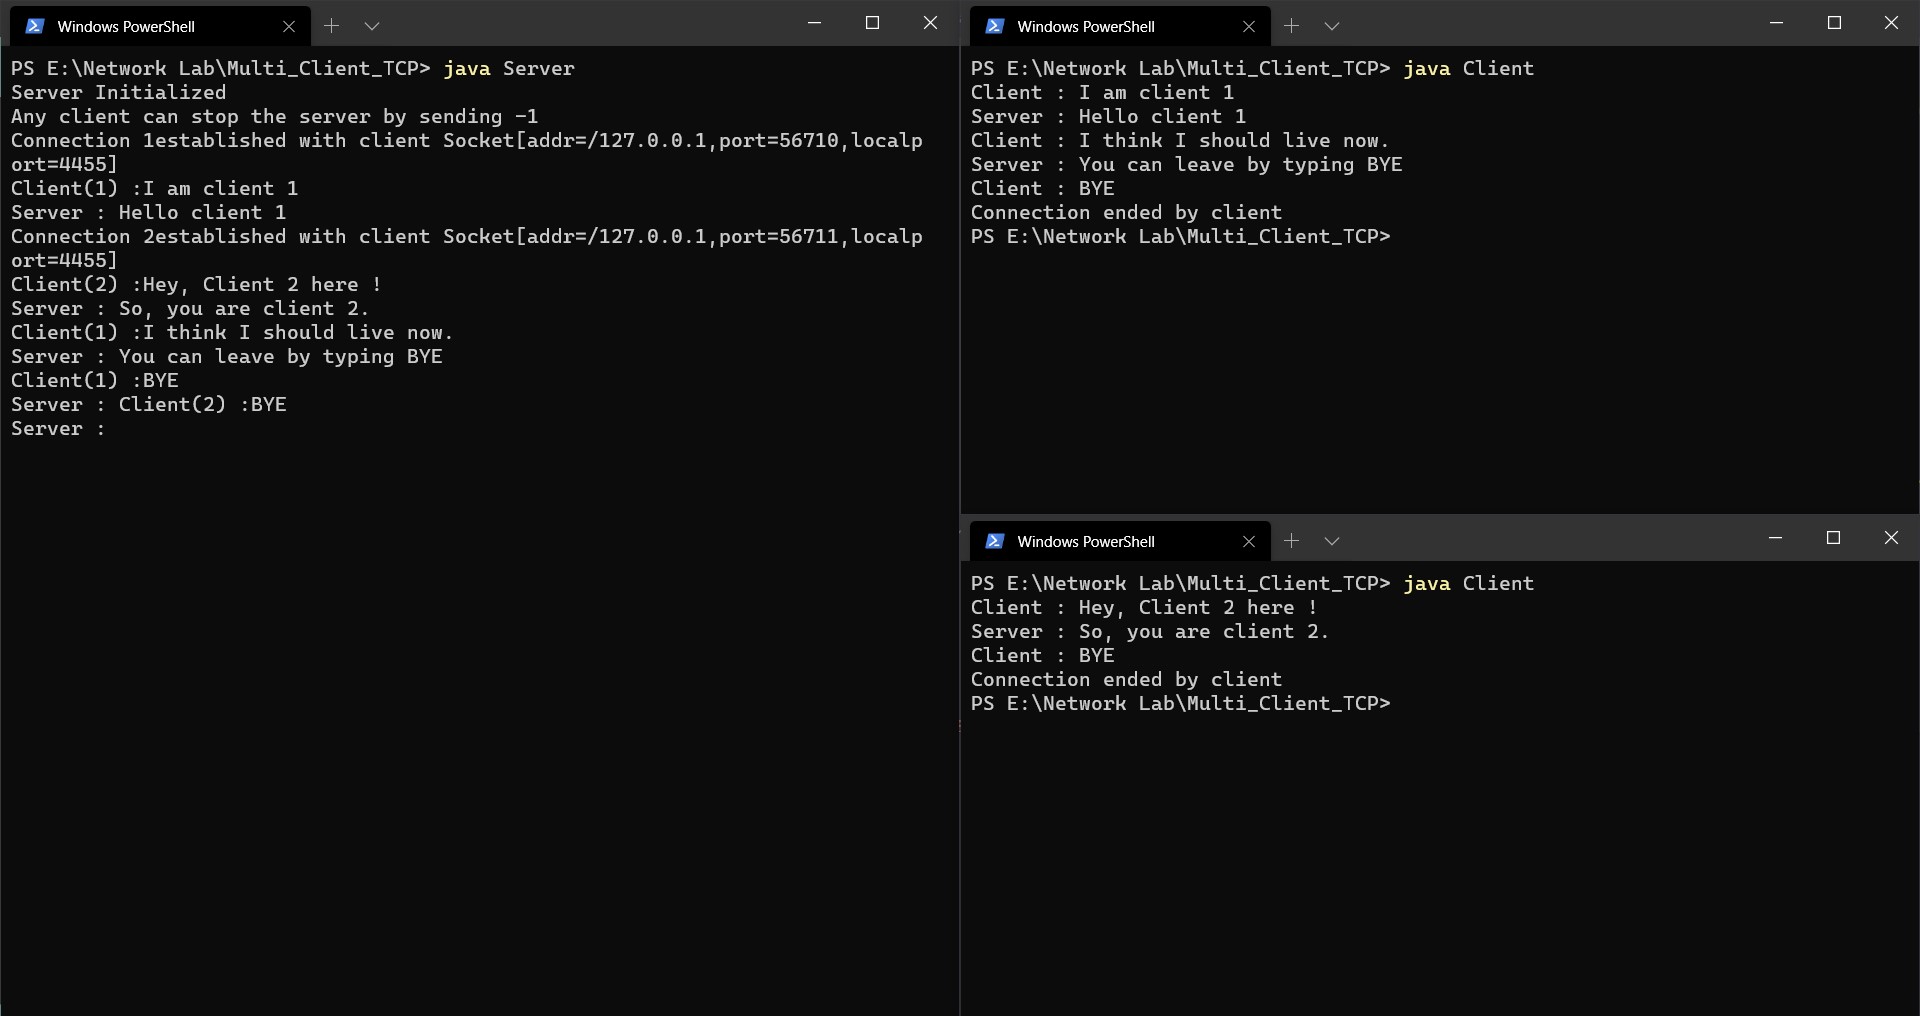 Windows PowerShell
PS E:\Network Lab\Multi_Client_TCP> java Server
Server Initialized
Any client can stop the server by sending -1
Connection 1established with client Socket[addr=/127.0.0.1,port=56710,localp
ort=4455]
Client(1) :I am client 1
Server : Hello client 1
Connection 2established with client Socket[addr=/127.0.0.1,port=56711,localp
ort=4455]
Client(2) :Hey, Client 2 here !
Server : So, you are client 2.
Client(1) :I think I should live now.
Server : You can leave by typing BYE
Client(1) :BYE
Server : Client(2) :BYE
Server :
Windows PowerShell
PS E:\Network Lab\Multi_Client_TCP> java Client
Client : I am client 1
Server : Hello client 1
Client : I think I should live now.
Server : You can leave by typing BYE
Client : BYE
Connection ended by client
PS E:\Network Lab\Multi_Client_TCP>
Windows PowerShell
PS E:\Network Lab\Multi_Client_TCP> java Client
Client : Hey, Client 2 here !
Server : So, you are client 2.
Client : BYE
Connection ended by client
PS E:\Network Lab\Multi_Client_TCP>